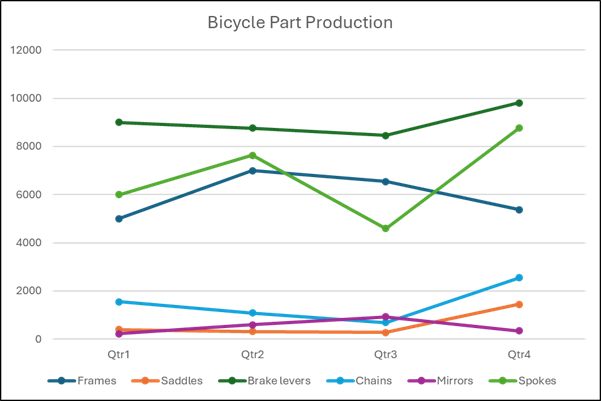 Bicycle Part Production
12000
10000
8000
6000
4000
2000
0
Qtr1 Qtr2 Qtr3 Qtr4
Frames Saddles Brake levers Chains Mirrors Spokes